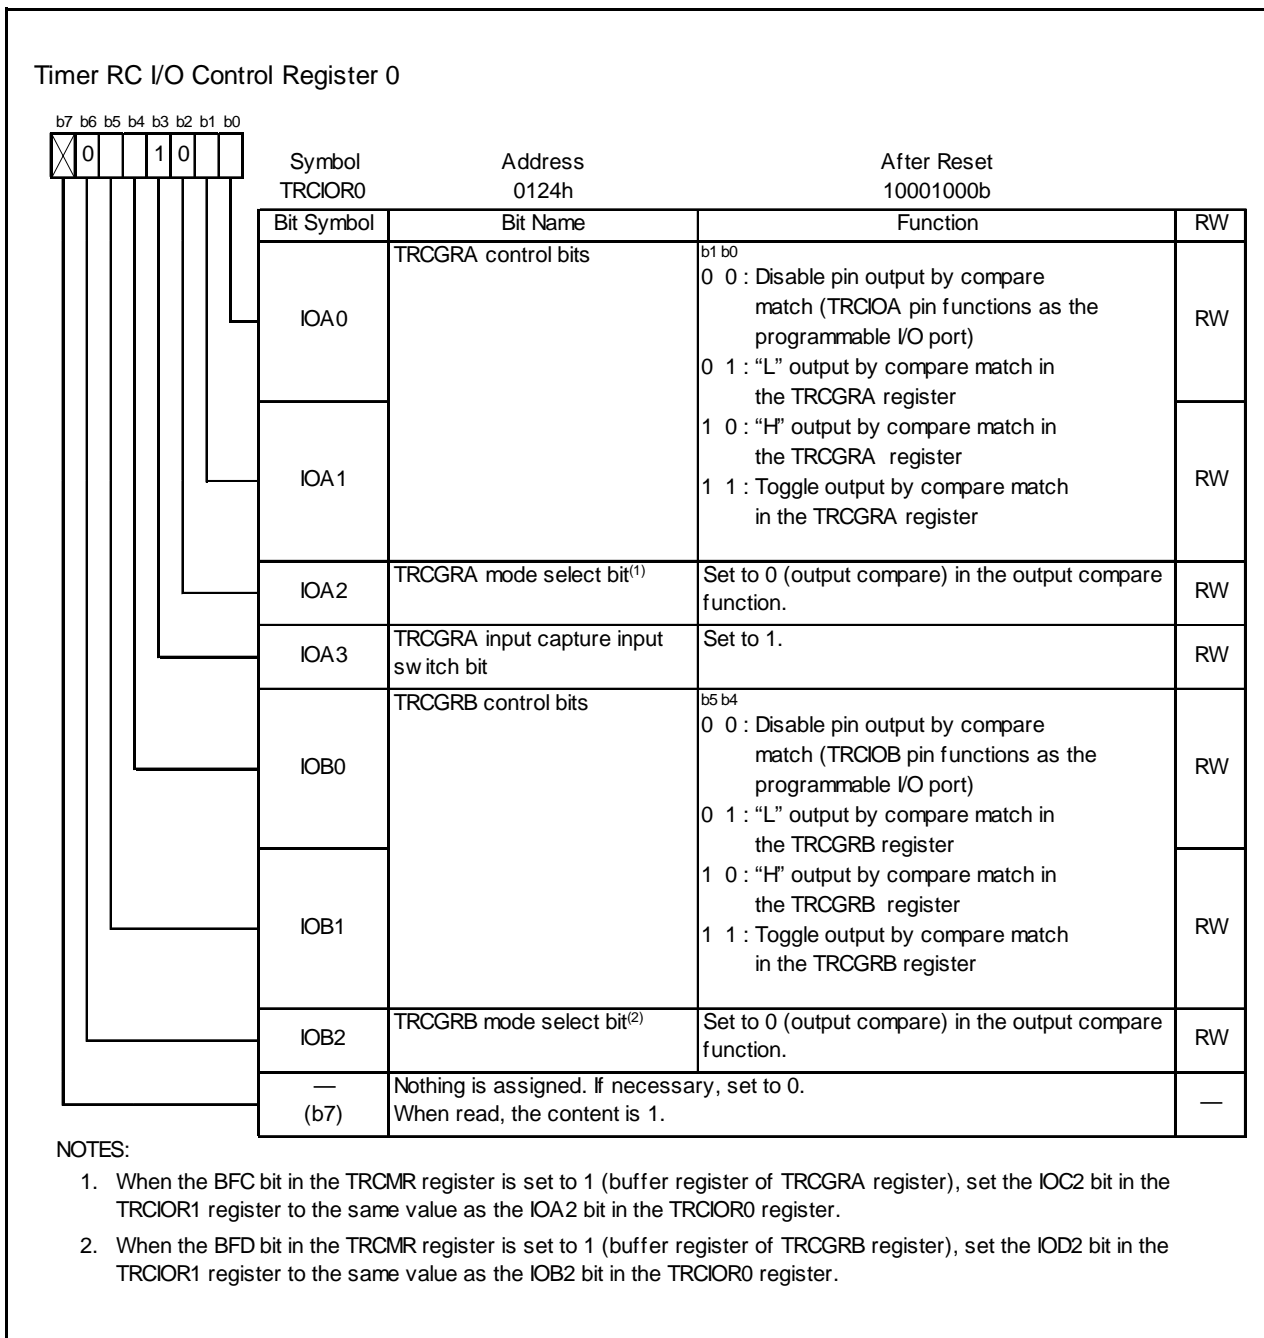 Timer RC I/O Control Register 0
b7 b6 b5 b4 b3 b2 b1 b0
0 1 0
Symbol Address After Reset
TRCIOR0 0124h 10001000b
Bit Symbol Bit Name Function RW
IOA0
TRCGRA control bits
b1 b0
0 0 : Disable pin output by compare
match (TRCIOA pin functions as the
programmable I/O port)
0 1 : “L” output by compare match in
the TRCGRA register
1 0 : “H” output by compare match in
the TRCGRA register
1 1 : Toggle output by compare match
in the TRCGRA register
RW
IOA1
RW
IOA2
TRCGRA mode select bit(1)
Set to 0 (output compare) in the output compare
function.
RW
IOA3
TRCGRA input capture input
switch bit
Set to 1.
RW
IOB0
TRCGRB control bits
b5 b4
0 0 : Disable pin output by compare
match (TRCIOB pin functions as the
programmable I/O port)
0 1 : “L” output by compare match in
the TRCGRB register
1 0 : “H” output by compare match in
the TRCGRB register
1 1 : Toggle output by compare match
in the TRCGRB register
RW
IOB1
RW
IOB2
TRCGRB mode select bit(2)
Set to 0 (output compare) in the output compare
function.
RW
—
(b7)
Nothing is assigned. If necessary, set to 0.
When read, the content is 1.
—
NOTES:
1. When the BFC bit in the TRCMR register is set to 1 (buffer register of TRCGRA register), set the IOC2 bit in the
TRCIOR1 register to the same value as the IOA2 bit in the TRCIOR0 register.
2. When the BFD bit in the TRCMR register is set to 1 (buffer register of TRCGRB register), set the IOD2 bit in the
TRCIOR1 register to the same value as the IOB2 bit in the TRCIOR0 register.